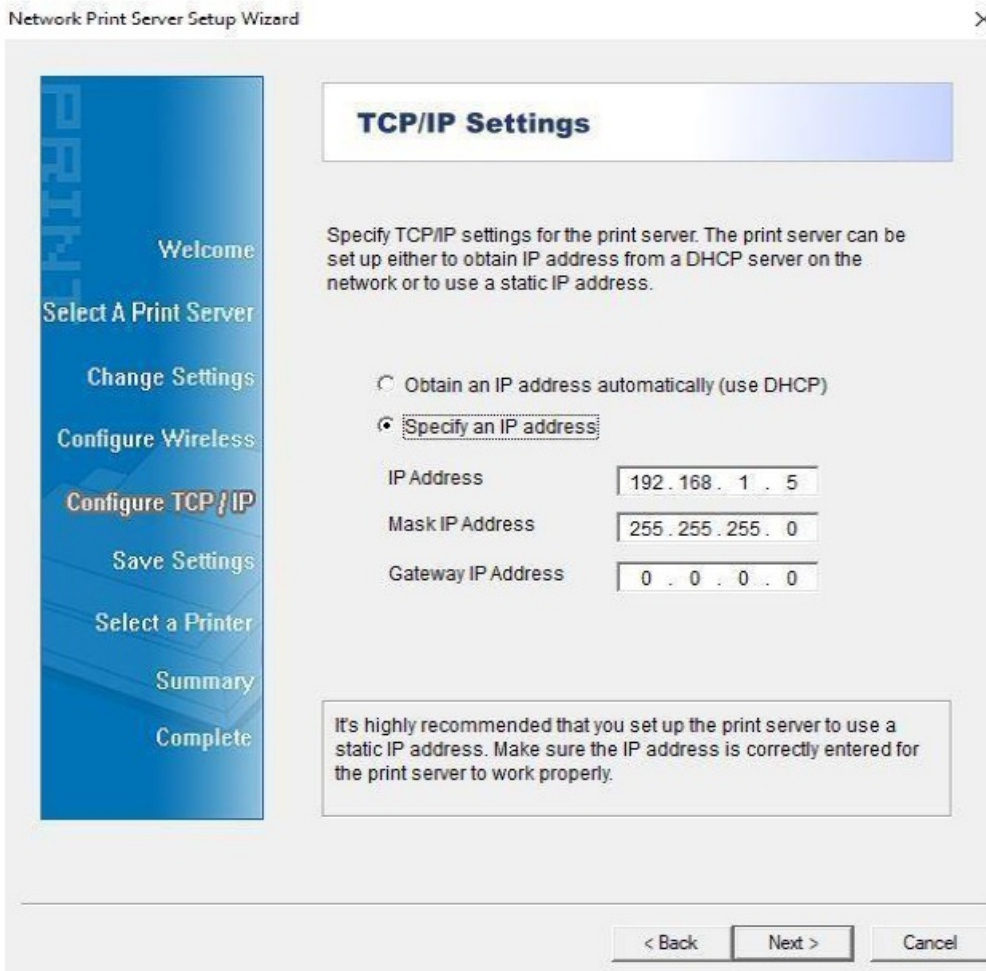 Network Print Server Setup Wizard
PRINT
Welcome
Select A Print Server
Change Settings
Configure Wireless
Configure TCP / IP
Save Settings
Select a Printer
Summary
Complete
TCP/IP Settings
Specify TCP/IP settings for the print server. The print server can be
set up either to obtain IP address from a DHCP server on the
network or to use a static IP address.
Obtain an IP address automatically (use DHCP)
Specify an IP address
IP Address 192 . 168 . 1 . 5
Mask IP Address 255 . 255 . 255 . 0
Gateway IP Address 0 . 0 . 0 . 0
It's highly recommended that you set up the print server to use a
static IP address. Make sure the IP address is correctly entered for
the print server to work properly.
< Back Next > Cancel